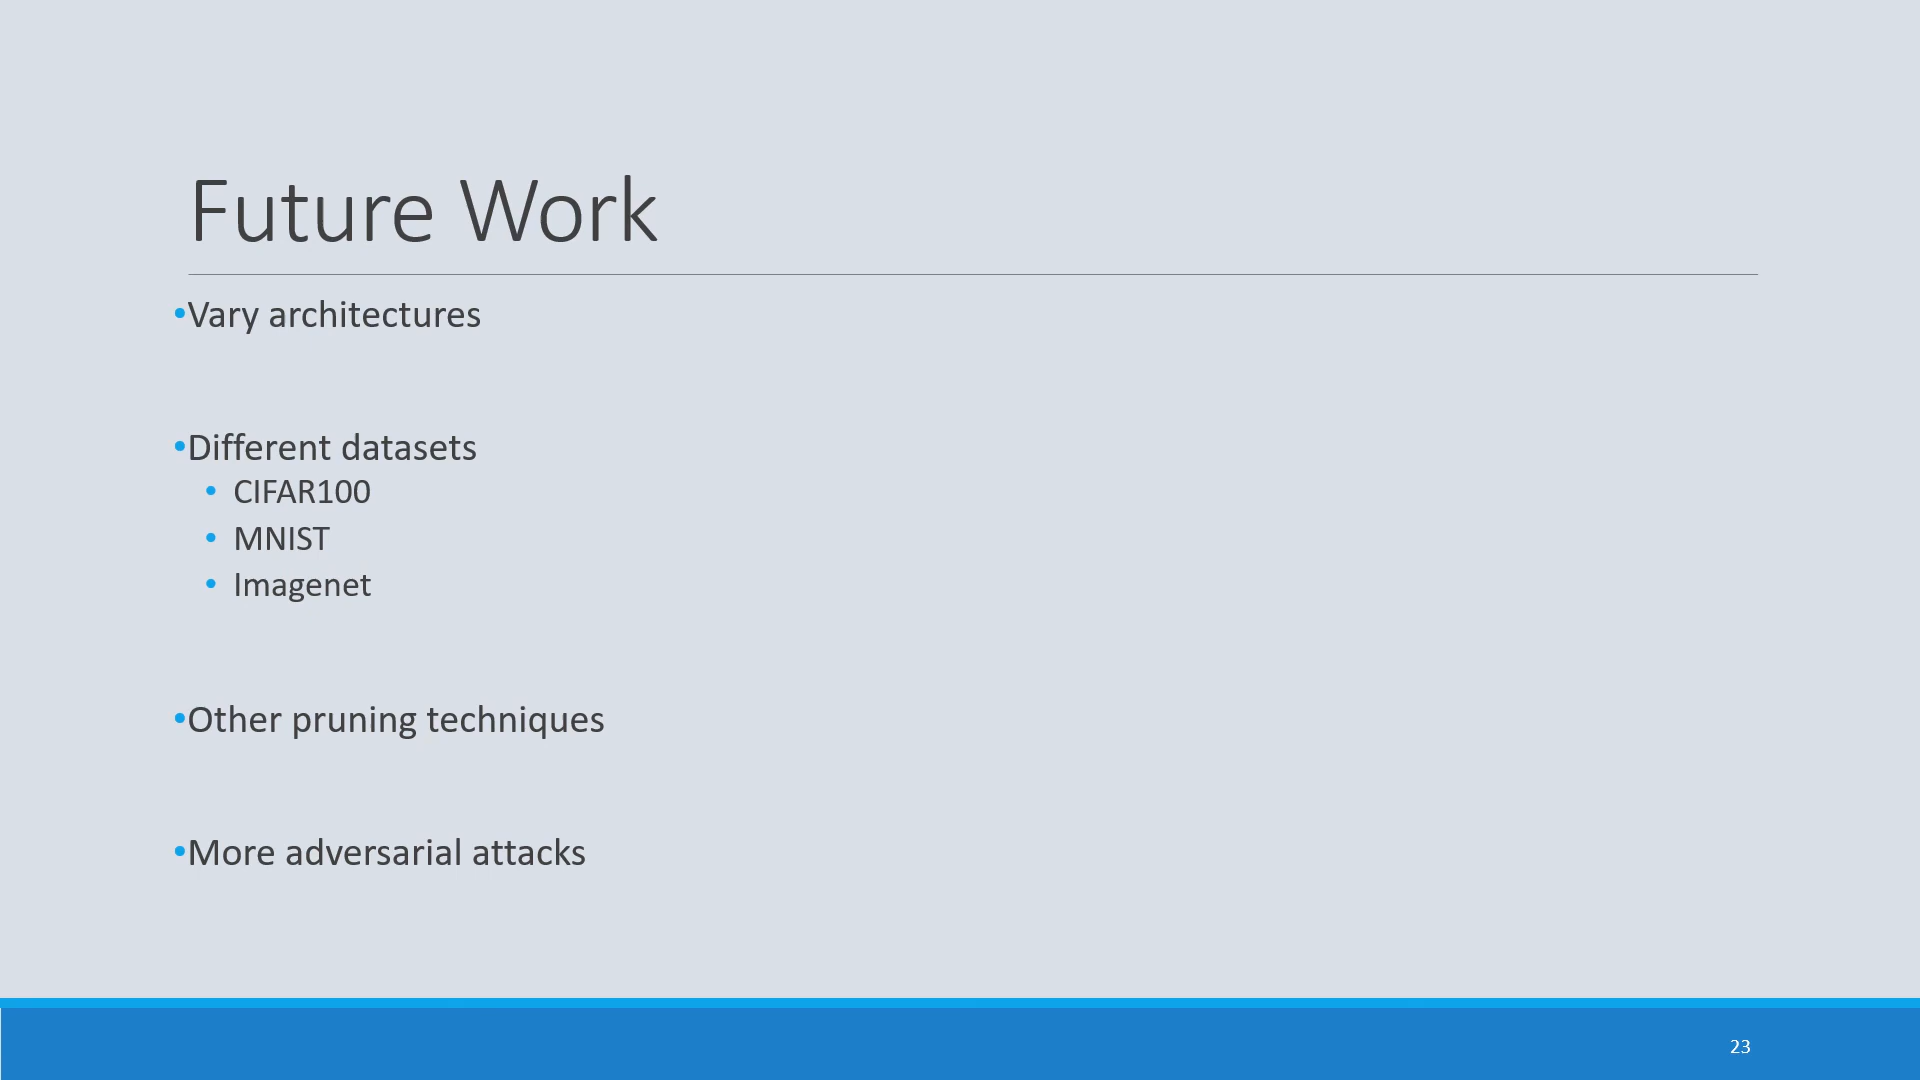 Future Work
•Vary architectures
•Different datasets
• CIFAR100
• MNIST
• Imagenet
•Other pruning techniques
•More adversarial attacks
23